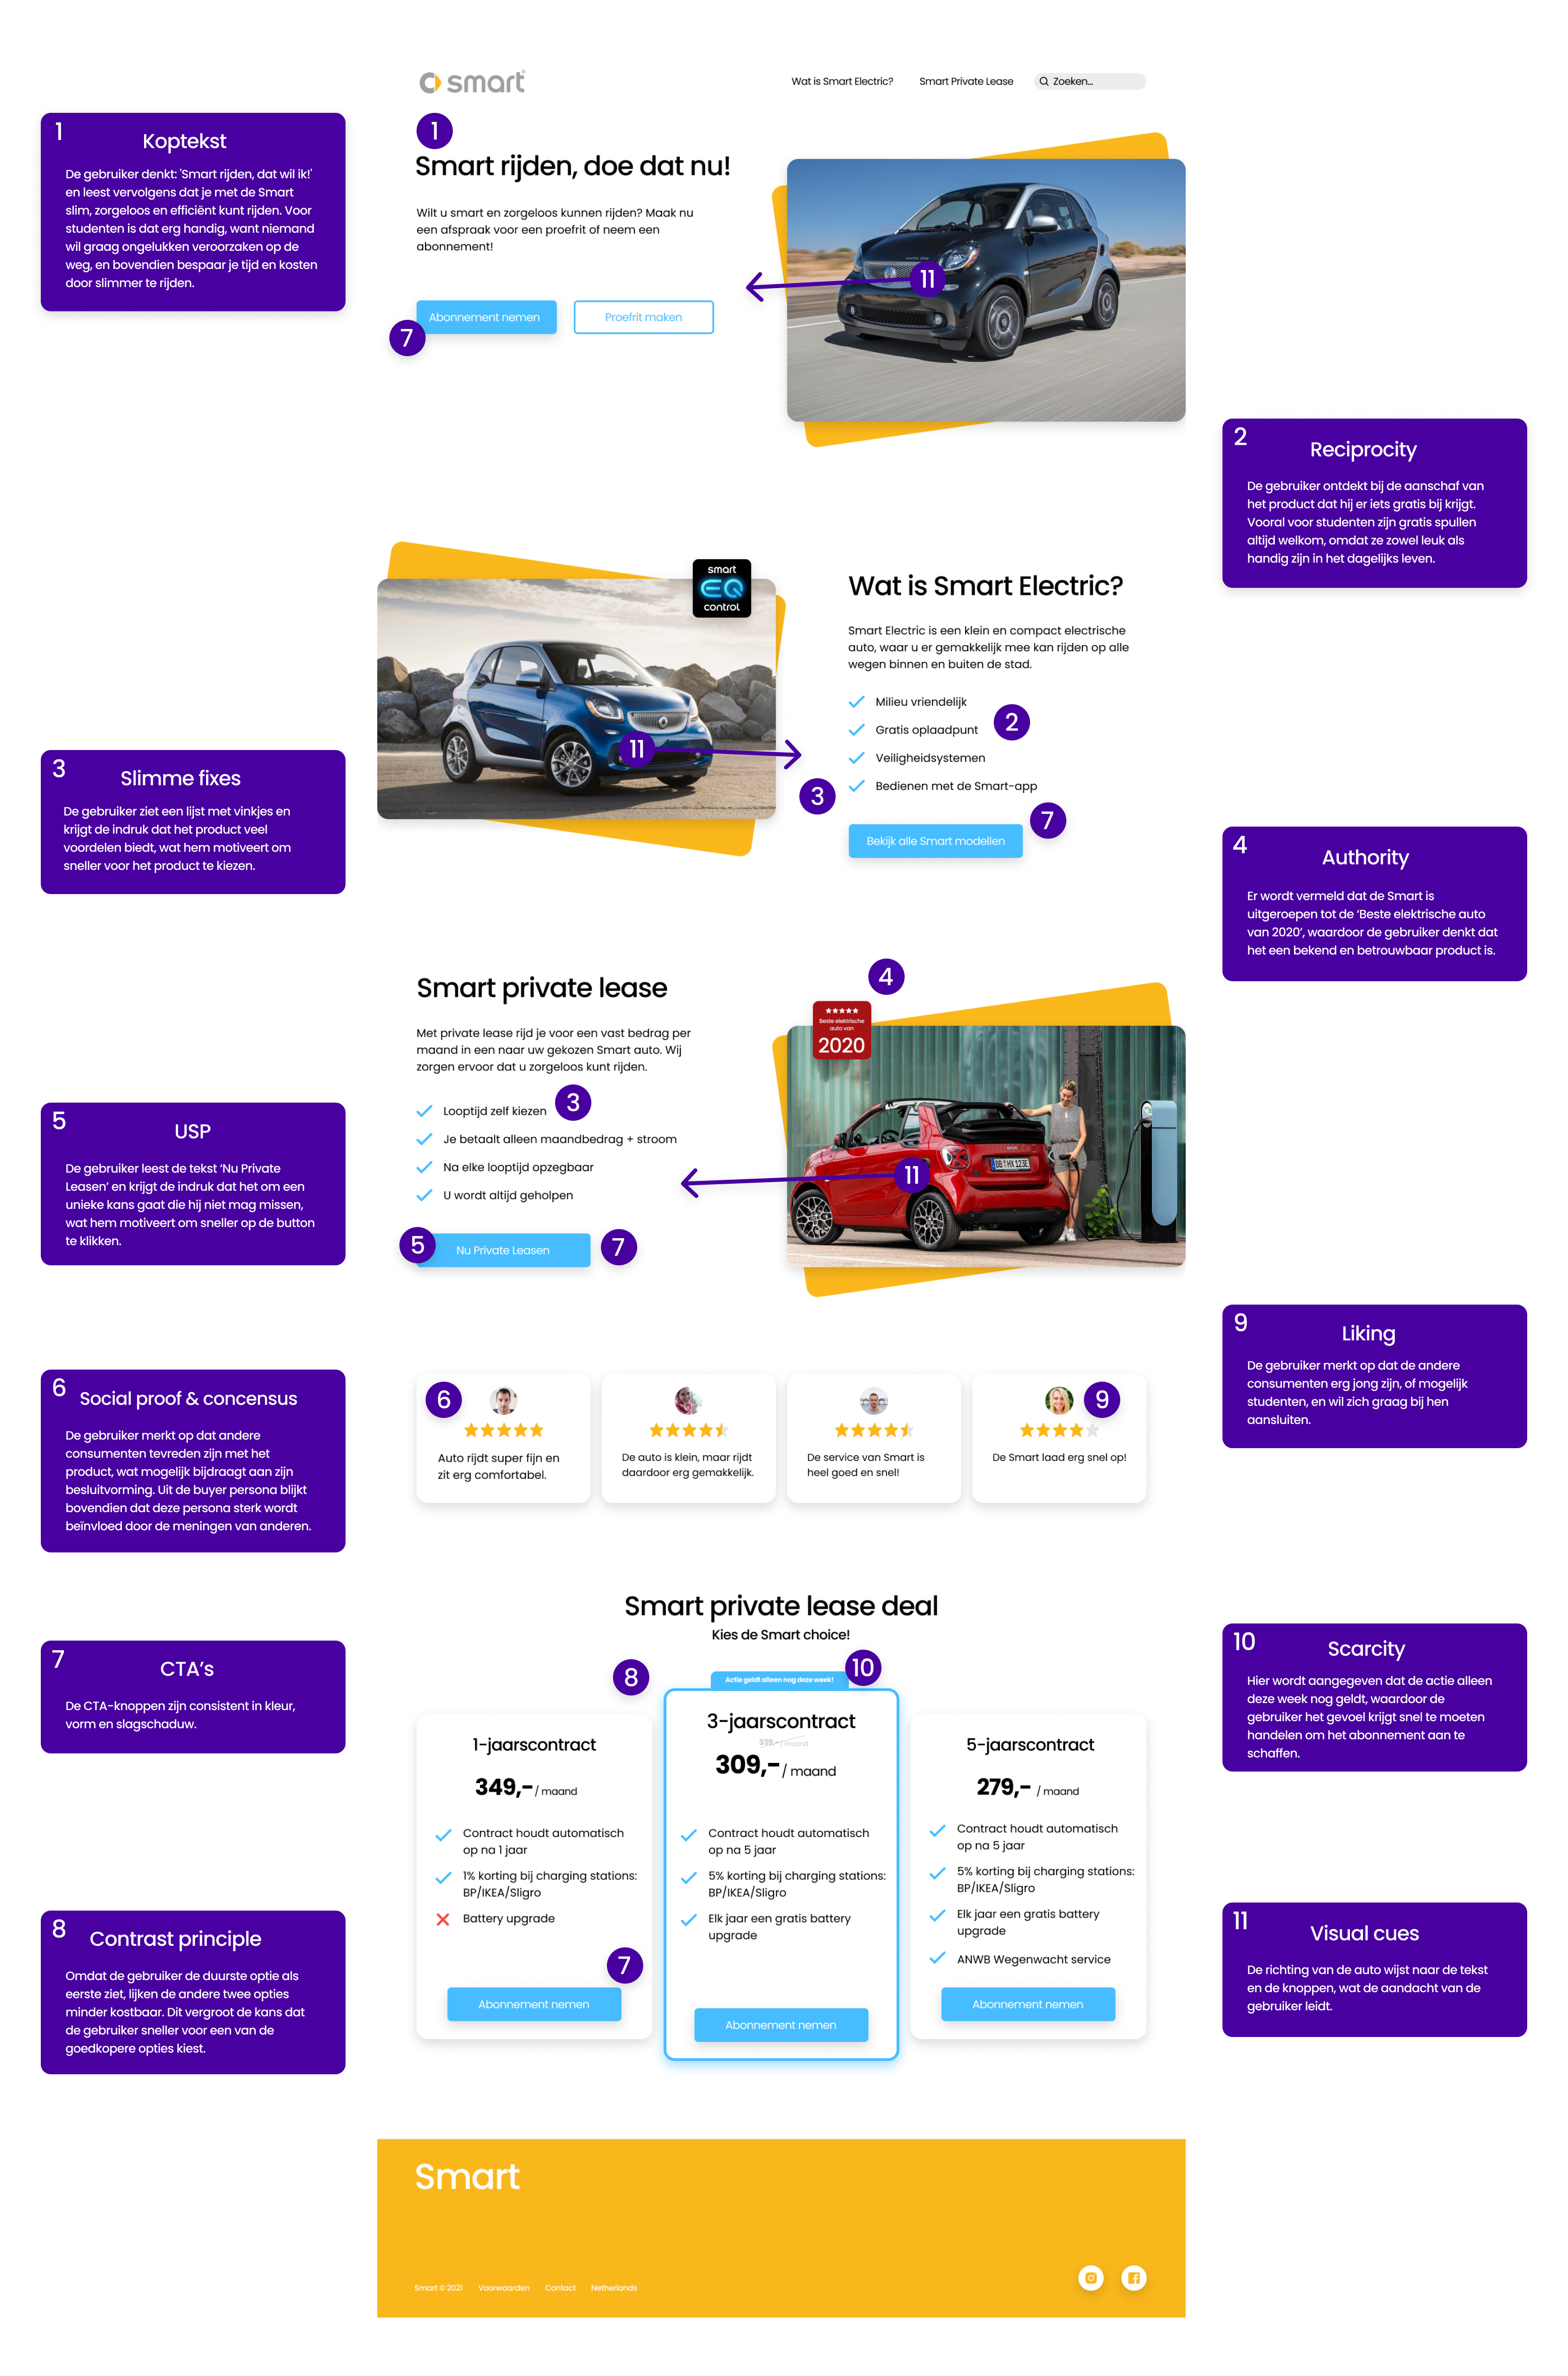 smart
Wat is Smart Electric?
Smart Private Lease
Zoeken...
1
Koptekst
De gebruiker denkt: 'Smart rijden, dat wil ik!'
en leest vervolgens dat je met de Smart
slim, zorgeloos en efficiënt kunt rijden. Voor
studenten is dat erg handig, want niemand
wil graag ongelukken veroorzaken op de
weg, en bovendien bespaar je tijd en kosten
door slimmer te rijden.
1
Smart rijden, doe dat nu!
Wilt u smart en zorgeloos kunnen rijden? Maak nu
een afspraak voor een proefrit of neem een
abonnement!
Abonnement nemen
Proefrit maken
7
11
2
Reciprocity
De gebruiker ontdekt bij de aanschaf van
het product dat hij er iets gratis bij krijgt.
Vooral voor studenten zijn gratis spullen
altijd welkom, omdat ze zowel leuk als
handig zijn in het dagelijks leven.
smart
EQ
control
11
Wat is Smart Electric?
Smart Electric is een klein en compact electrische
auto, waar u er gemakkelijk mee kan rijden op alle
wegen binnen en buiten de stad.
Milieu vriendelijk
Gratis oplaadpunt
2
Veiligheidsystemen
Bedienen met de Smart-app
3
7
Bekijk alle Smart modellen
3
Slimme fixes
De gebruiker ziet een lijst met vinkjes en
krijgt de indruk dat het product veel
voordelen biedt, wat hem motiveert om
sneller voor het product te kiezen.
4
Authority
Er wordt vermeld dat de Smart is
uitgeroepen tot de ‘Beste elektrische auto
van 2020’, waardoor de gebruiker denkt dat
het een bekend en betrouwbaar product is.
Smart private lease
Met private lease rijd je voor een vast bedrag per
maand in een naar uw gekozen Smart auto. Wij
zorgen ervoor dat u zorgeloos kunt rijden.
Looptijd zelf kiezen
3
Je betaalt alleen maandbedrag + stroom
Na elke looptijd opzegbaar
U wordt altijd geholpen
5
Nu Private Leasen
7
4
Beste elektrische
auto van
2020
11
BB HX 123E
5
USP
De gebruiker leest de tekst ‘Nu Private
Leasen’ en krijgt de indruk dat het om een
unieke kans gaat die hij niet mag missen,
wat hem motiveert om sneller op de button
te klikken.
9
Liking
De gebruiker merkt op dat de andere
consumenten erg jong zijn, of mogelijk
studenten, en wil zich graag bij hen
aansluiten.
6
Social proof & concensus
De gebruiker merkt op dat andere
consumenten tevreden zijn met het
product, wat mogelijk bijdraagt aan zijn
besluitvorming. Uit de buyer persona blijkt
bovendien dat deze persona sterk wordt
beïnvloed door de meningen van anderen.
6
Auto rijdt super fijn en
zit erg comfortabel.
De auto is klein, maar rijdt
daardoor erg gemakkelijk.
De service van Smart is
heel goed en snel!
9
De Smart laad erg snel op!
Smart private lease deal
Kies de Smart choice!
7
CTA’s
De CTA-knoppen zijn consistent in kleur,
vorm en slagschaduw.
10
Scarcity
Hier wordt aangegeven dat de actie alleen
deze week nog geldt, waardoor de
gebruiker het gevoel krijgt snel te moeten
handelen om het abonnement aan te
schaffen.
8
Actie geldt alleen nog deze week!
10
1-jaarscontract
349,- / maand
Contract houdt automatisch
op na 1 jaar
1% korting bij charging stations:
BP/IKEA/Sligro
Battery upgrade
7
Abonnement nemen
3-jaarscontract
339,- / maand
309,- / maand
Contract houdt automatisch
op na 5 jaar
5% korting bij charging stations:
BP/IKEA/Sligro
Elk jaar een gratis battery
upgrade
Abonnement nemen
5-jaarscontract
279,- / maand
Contract houdt automatisch
op na 5 jaar
5% korting bij charging stations:
BP/IKEA/Sligro
Elk jaar een gratis battery
upgrade
ANWB Wegenwacht service
Abonnement nemen
8
Contrast principle
Omdat de gebruiker de duurste optie als
eerste ziet, lijken de andere twee opties
minder kostbaar. Dit vergroot de kans dat
de gebruiker sneller voor een van de
goedkopere opties kiest.
11
Visual cues
De richting van de auto wijst naar de tekst
en de knoppen, wat de aandacht van de
gebruiker leidt.
Smart
Smart © 2021
Voorwaarden
Contact
Netherlands